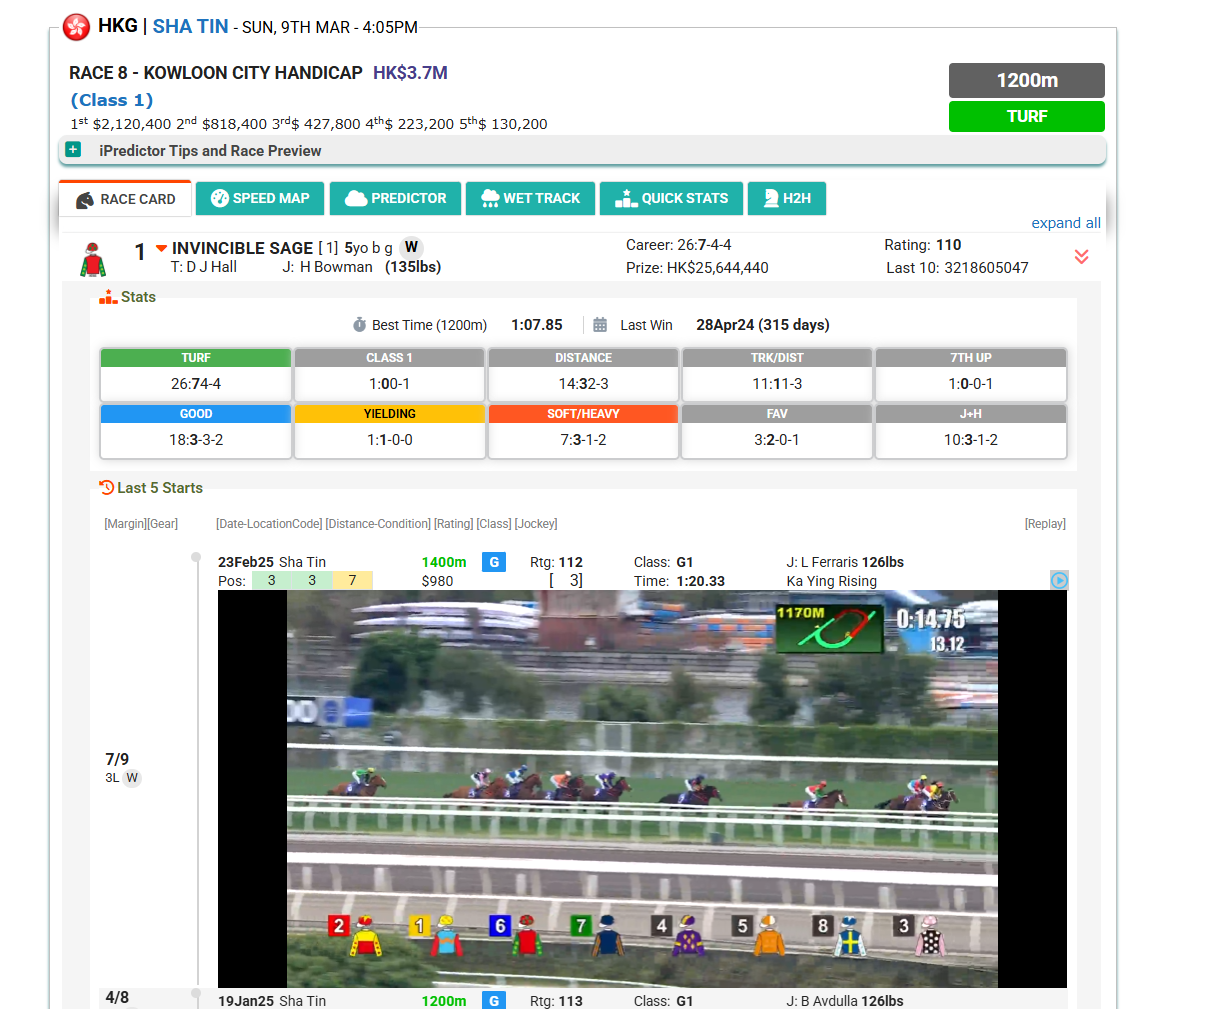 HKG | SHA TIN - SUN, 9TH MAR - 4:05PM
RACE 8 - KOWLOON CITY HANDICAP HK$3.7M
(Class 1)
1st $2,120,400 2nd $818,400 3rd$ 427,800 4th$ 223,200 5th$ 130,200
1200m
TURF
+ iPredictor Tips and Race Preview
RACE CARD SPEED MAP PREDICTOR WET TRACK QUICK STATS H2H
expand all
1 INVINCIBLE SAGE [ 1] 5yo b g W
T: D J Hall J: H Bowman (135lbs)
Career: 26:7-4-4
Prize: HK$25,644,440
Rating: 110
Last 10: 3218605047
Stats
Best Time (1200m) 1:07.85 Last Win 28Apr24 (315 days)
TURF CLASS 1 DISTANCE TRK/DIST 7TH UP
26:74-4 1:00-1 14:32-3 11:11-3 1:0-0-1
GOOD YIELDING SOFT/HEAVY FAV J+H
18:3-3-2 1:1-0-0 7:3-1-2 3:2-0-1 10:3-1-2
Last 5 Starts
[Margin][Gear] [Date-LocationCode] [Distance-Condition] [Rating] [Class] [Jockey] [Replay]
23Feb25 Sha Tin 1400m G Rtg: 112 Class: G1 J: L Ferraris 126lbs
Pos: 3 3 7 $980 [ 3] Time: 1:20.33 Ka Ying Rising
1170M 0:14.75
13.12
7/9
3L W
2 1 6 7 4 5 8 3
4/8 19Jan25 Sha Tin 1200m G Rtg: 113 Class: G1 J: B Avdulla 126lbs